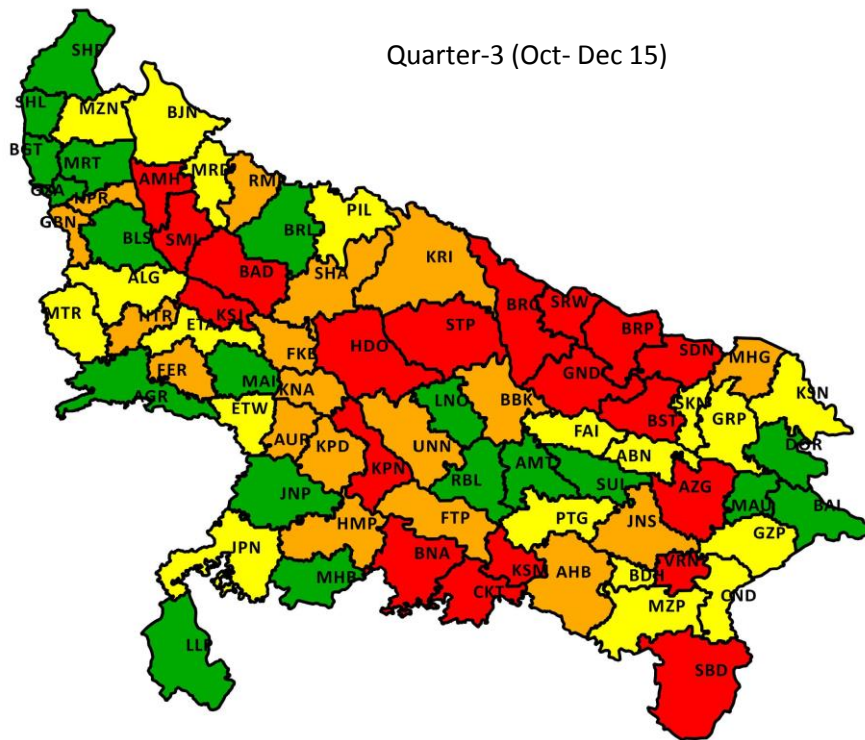 Quarter-3 (Oct- Dec 15)
SHP
SHL
MZN
BJN
BGT
MRT
AMH
MRD
RMP
GZA
HPR
GBN
BLS
SML
BRL
PIL
BAD
SHA
KRI
ALG
MTR
HTR
ETA
KSJ
FKB
HDO
STP
BRC
SRW
BRP
SDN
MHG
GND
KSN
FER
MAI
KNA
AGR
ETW
LNO
BBK
BST
SKN
GRP
AUR
KPD
UNN
FAI
ABN
DOR
JNP
KPN
RBL
AMT
SUL
AZG
MAU
BAL
HMP
FTP
PTG
JNS
GZP
JPN
MHB
BNA
KSM
CKT
AHB
BDH
VRN
CND
MZP
LLP
SBD